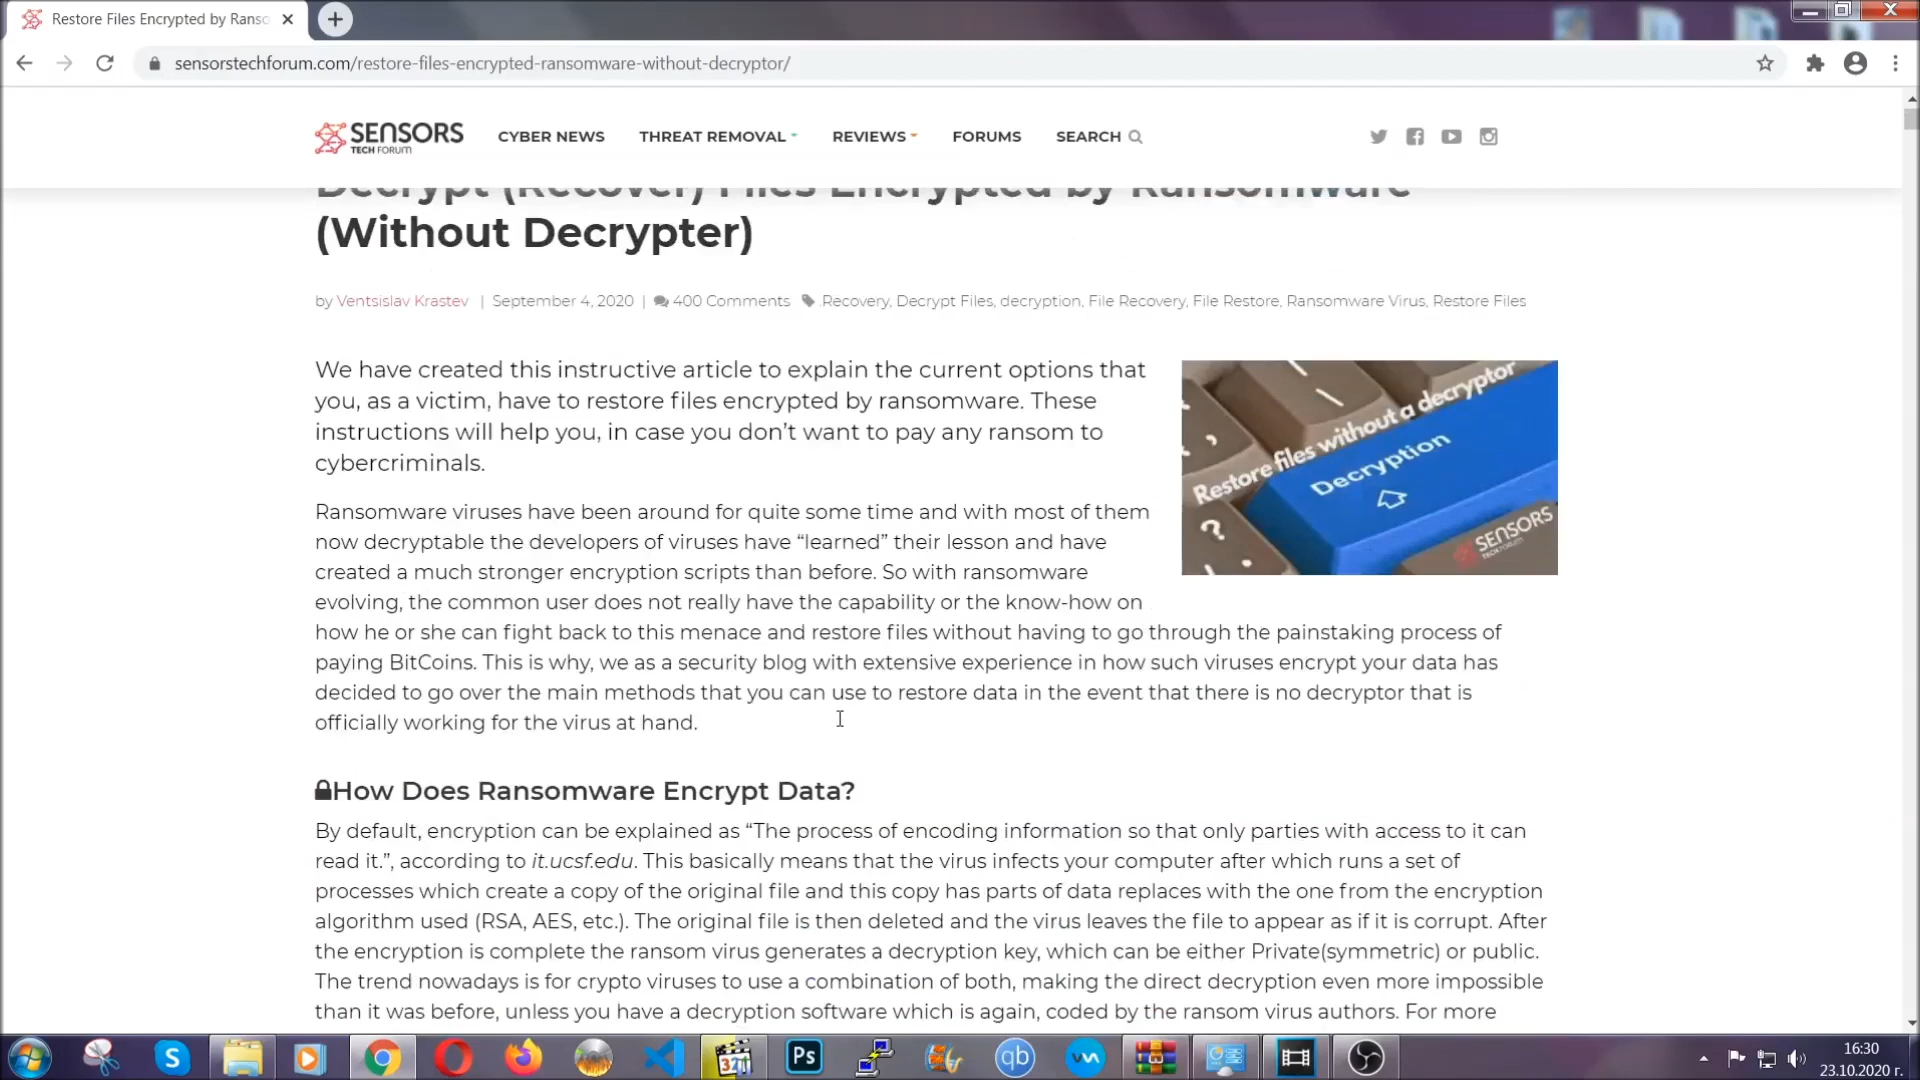 Restore Files Encrypted by Ranso
sensorstechforum.com/restore-files-encrypted-ransomware-without-decryptor/
SENSORS
TECH FORUM
CYBER NEWS THREAT REMOVAL REVIEWS FORUMS SEARCH
Decrypt (Recover) Files Encrypted by Ransomware
(Without Decrypter)
by Ventsislav Krastev | September 4, 2020 | 400 Comments .Recovery, Decrypt Files, decryption, File Recovery, File Restore, Ransomware Virus, Restore Files
We have created this instructive article to explain the current options that
you, as a victim, have to restore files encrypted by ransomware. These
instructions will help you, in case you don’t want to pay any ransom to
cybercriminals.
Restore files without a decryptor
Decryption
?
SENSORS
TECH FORUM
Ransomware viruses have been around for quite some time and with most of them
now decryptable the developers of viruses have “learned” their lesson and have
created a much stronger encryption scripts than before. So with ransomware
evolving, the common user does not really have the capability or the know-how on
how he or she can fight back to this menace and restore files without having to go through the painstaking process of
paying BitCoins. This is why, we as a security blog with extensive experience in how such viruses encrypt your data has
decided to go over the main methods that you can use to restore data in the event that there is no decryptor that is
officially working for the virus at hand.
How Does Ransomware Encrypt Data?
By default, encryption can be explained as “The process of encoding information so that only parties with access to it can
read it.”, according to it.ucsf.edu. This basically means that the virus infects your computer after which runs a set of
processes which create a copy of the original file and this copy has parts of data replaces with the one from the encryption
algorithm used (RSA, AES, etc.). The original file is then deleted and the virus leaves the file to appear as if it is corrupt. After
the encryption is complete the ransom virus generates a decryption key, which can be either Private(symmetric) or public.
The trend nowadays is for crypto viruses to use a combination of both, making the direct decryption even more impossible
than it was before, unless you have a decryption software which is again, coded by the ransom virus authors. For more
S
321
Ps
qb
16:30
23.10.2020 г.